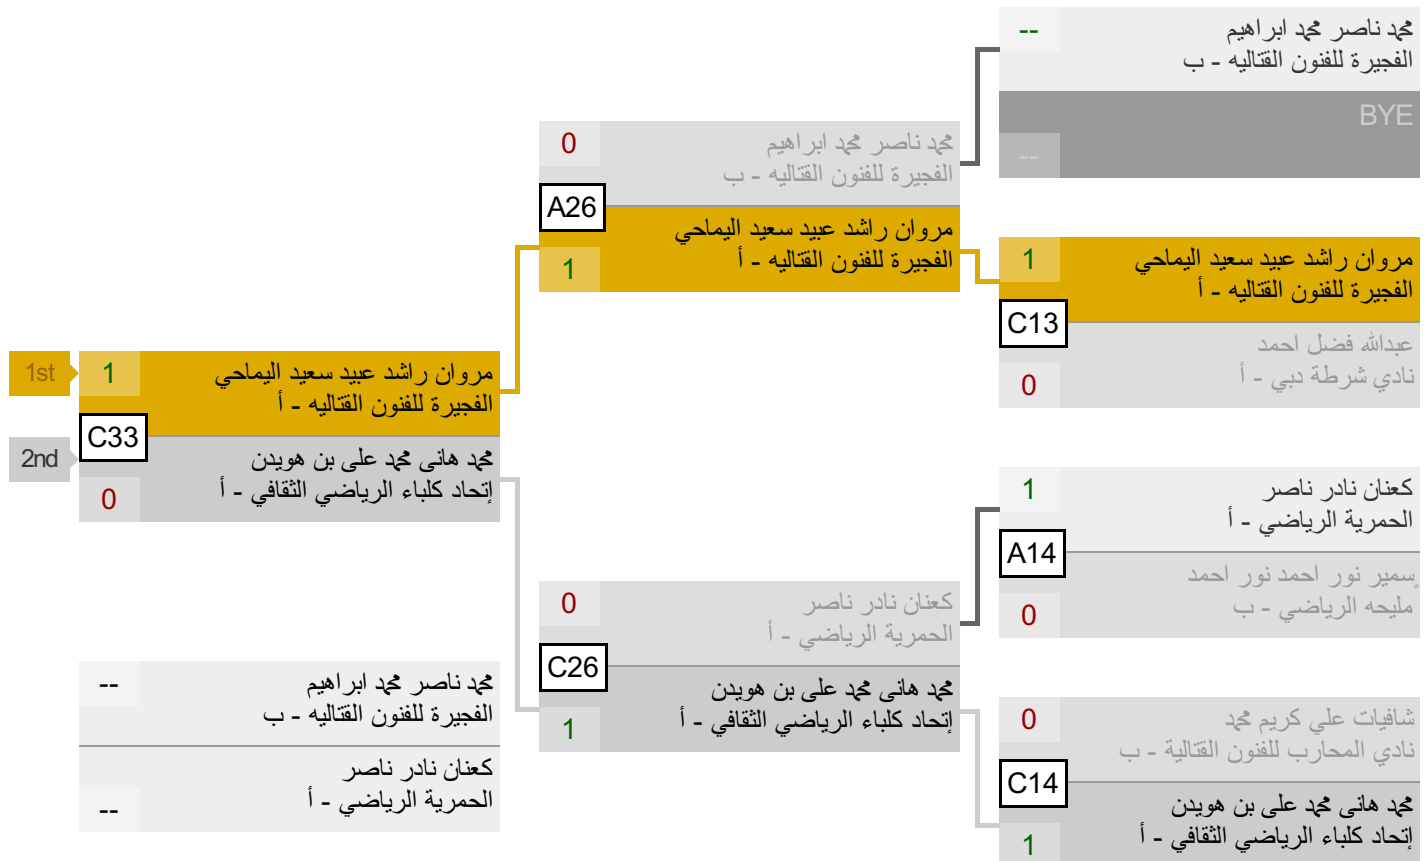 --
محمد ناصر محمد ابراهيم
الفجيرة للفنون القتاليه - ب
BYE
--
0
محمد ناصر محمد ابراهيم
الفجيرة للفنون القتاليه - ب
A26
مروان راشد عبيد سعيد اليماحي
الفجيرة للفنون القتاليه - أ
1
1
مروان راشد عبيد سعيد اليماحي
الفجيرة للفنون القتاليه - أ
C13
عبدالله فضل احمد
نادي شرطة دبي - أ
0
1st
1
مروان راشد عبيد سعيد اليماحي
الفجيرة للفنون القتاليه - أ
C33
2nd
محمد هانى محمد على بن هويدن
إتحاد كلباء الرياضي الثقافي - أ
0
1
كعنان نادر ناصر
الحمرية الرياضي - أ
A14
سمير نور احمد نور احمد
مليحه الرياضي - ب
0
0
كعنان نادر ناصر
الحمرية الرياضي - أ
C26
محمد هانى محمد على بن هويدن
إتحاد كلباء الرياضي الثقافي - أ
1
--
محمد ناصر محمد ابراهيم
الفجيرة للفنون القتاليه - ب
كعنان نادر ناصر
الحمرية الرياضي - أ
--
0
شافيات علي كريم محمد
نادي المحارب للفنون القتالية - ب
C14
محمد هانى محمد على بن هويدن
إتحاد كلباء الرياضي الثقافي - أ
1